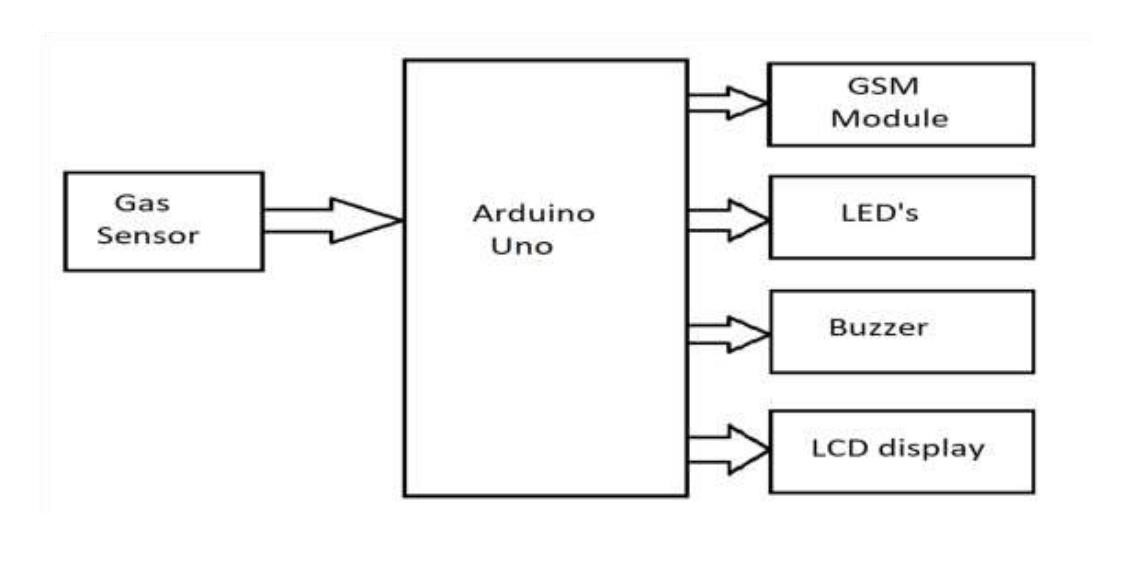 Gas
Sensor
Arduino
Uno
GSM
Module
LED's
Buzzer
LCD display